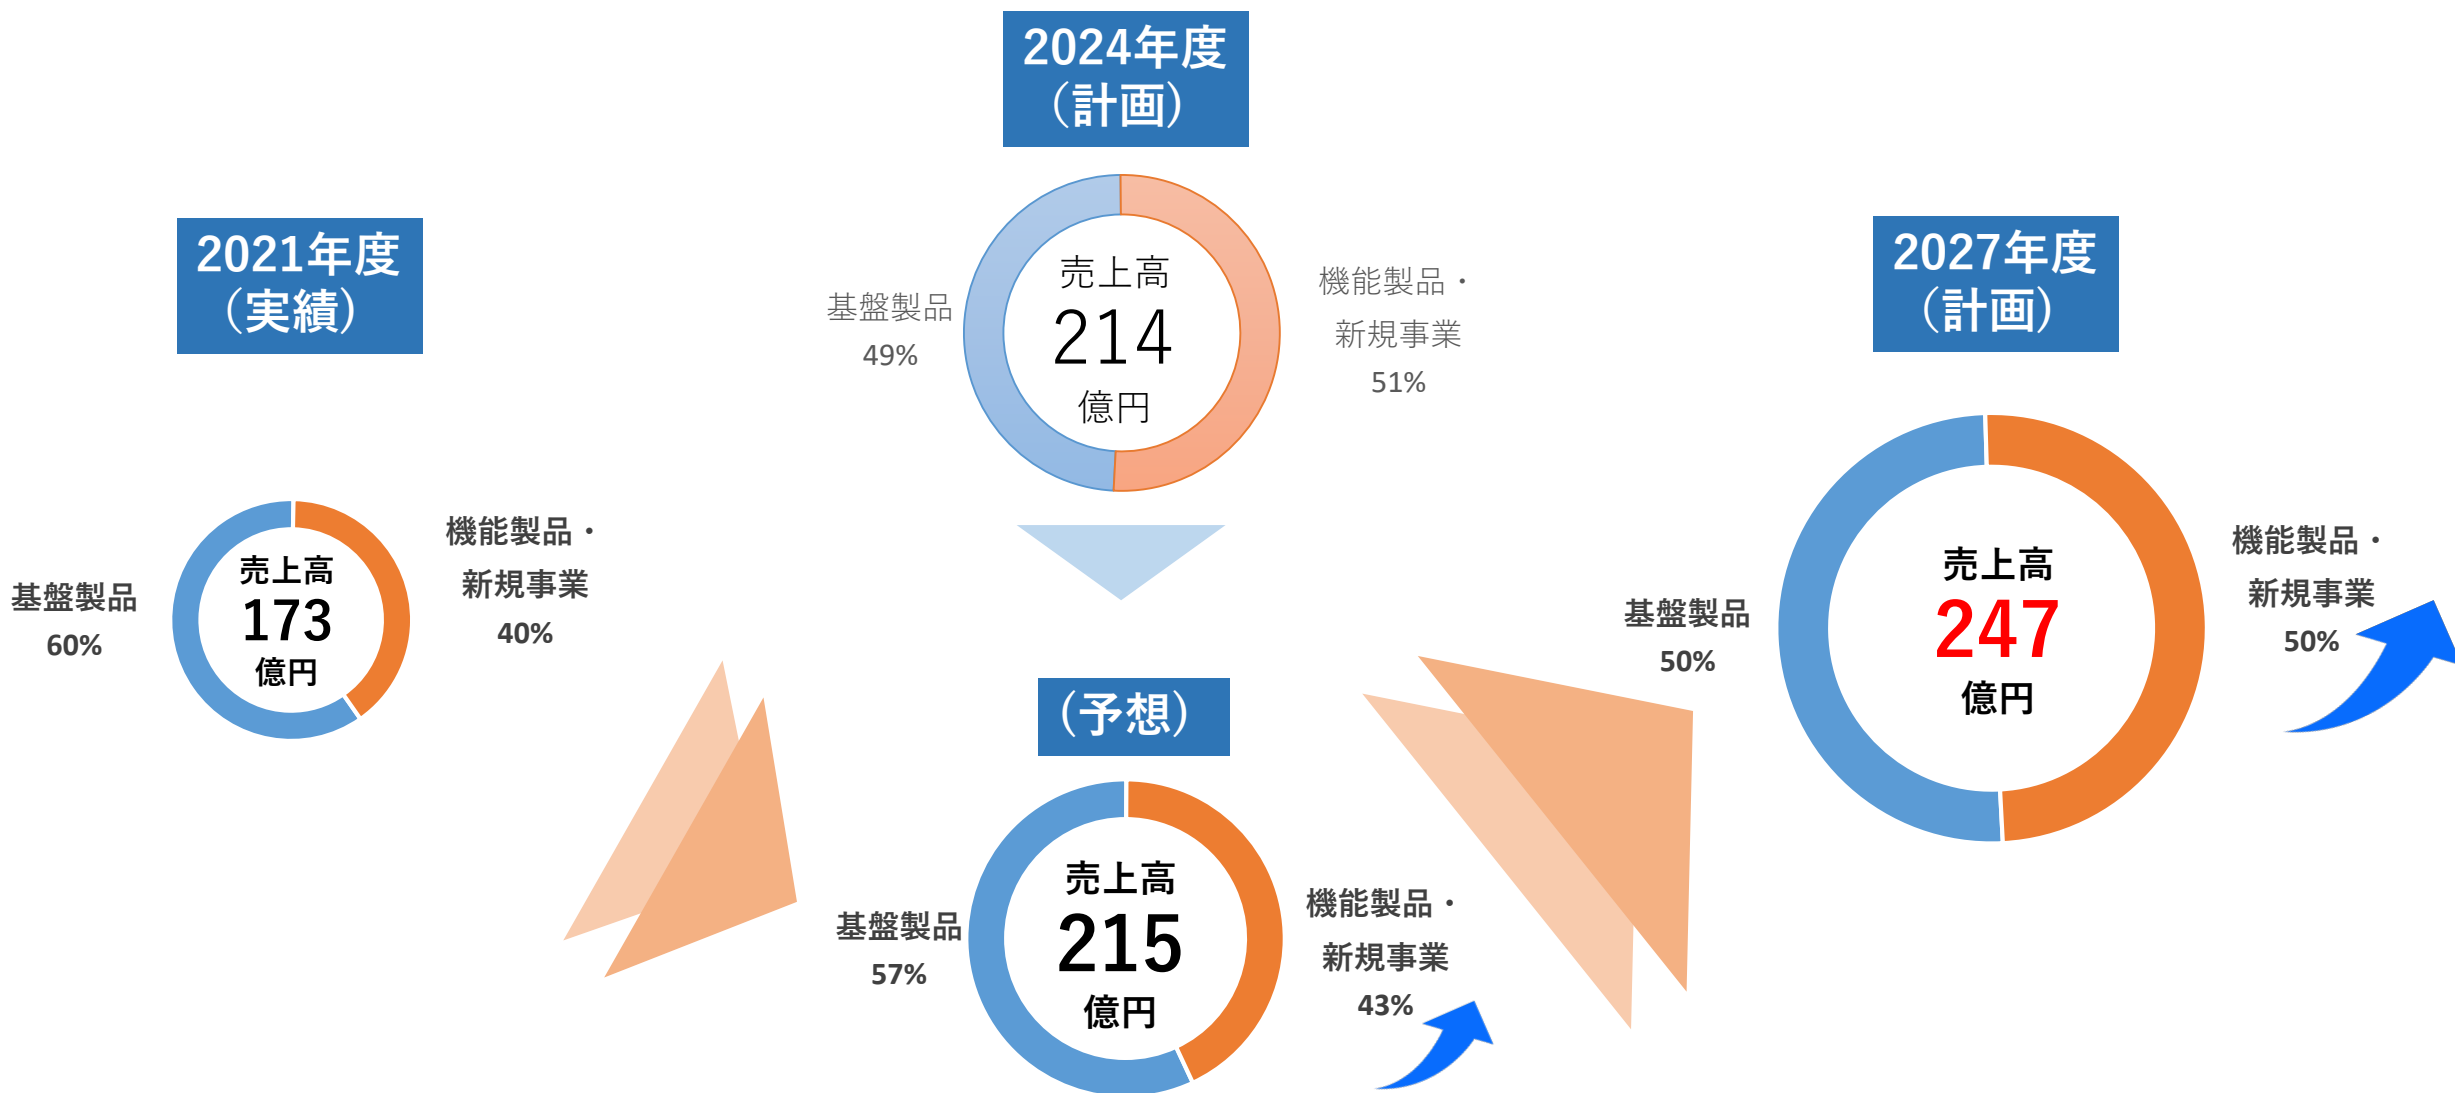 2021年度
（実績）
基盤製品
60%
売上高
173
億円
機能製品・
新規事業
40%
2024年度
（計画）
基盤製品
49%
売上高
214
億円
機能製品・
新規事業
51%
（予想）
基盤製品
57%
売上高
215
億円
機能製品・
新規事業
43%
2027年度
（計画）
基盤製品
50%
売上高
247
億円
機能製品・
新規事業
50%